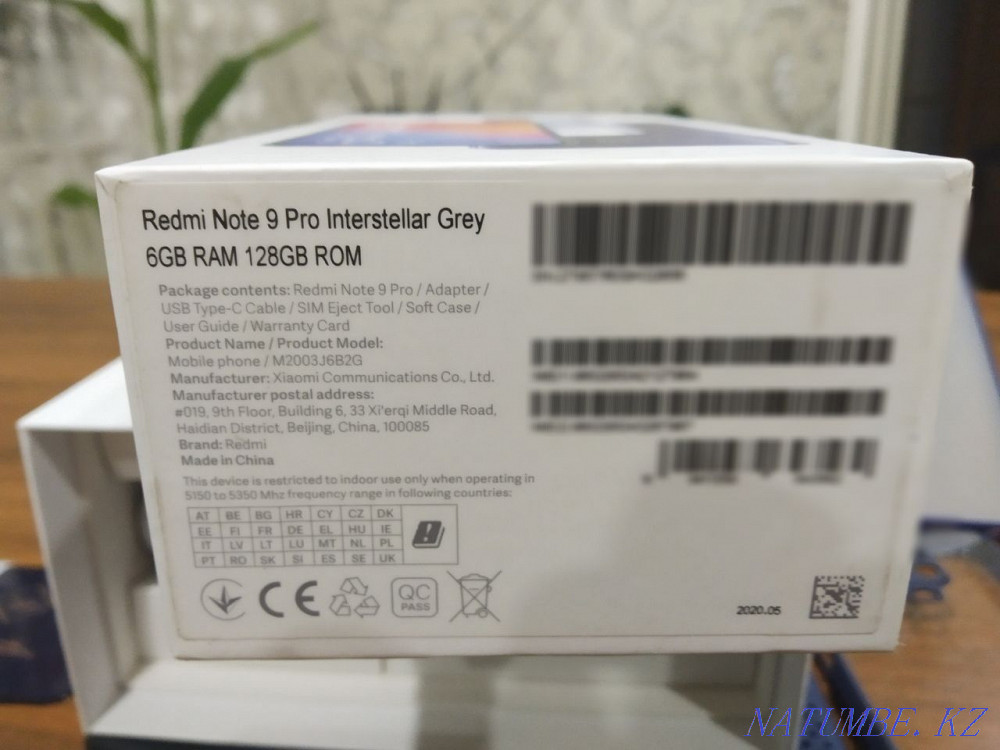 Redmi Note 9 Pro Interstellar Grey
6GB RAM 128GB ROM
Package contents: Redmi Note 9 Pro / Adapter /
USB Type-C Cable / SIM Eject Tool / Soft Case /
User Guide / Warranty Card
Product Name / Product Model:
Mobile phone / M2003J6B2G
Manufacturer: Xiaomi Communications Co., Ltd.
Manufacturer postal address:
#019, 9th Floor, Building 6, 33 Xi'erqi Middle Road,
Haidian District, Beijing, China, 100085
Brand: Redmi
Made in China
This device is restricted to indoor use only when operating in
5150 to 5350 Mhz frequency range in following countries:
AT BE BG HR CY CZ DK
EE FI FR DE EL HU IE
IT LV LT LU MT NL PL
PT RO SK SI ES SE UK
CE
QC
PASS
2020.05
NATUMBE. KZ